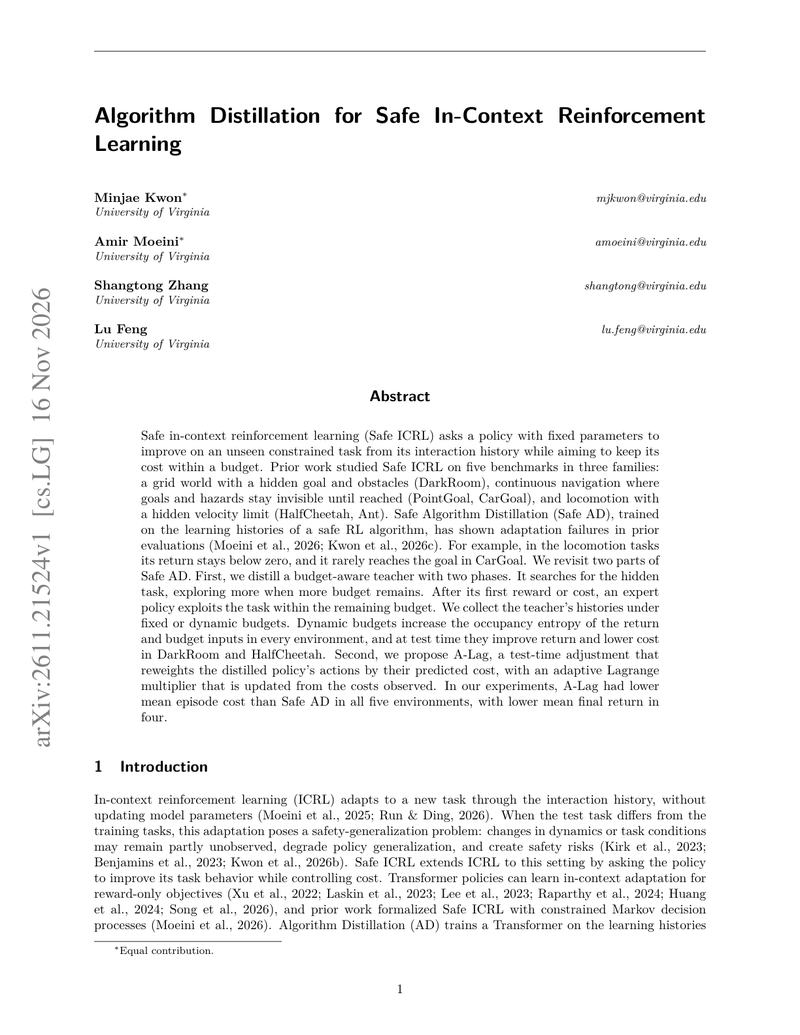 Algorithm Distillation for Safe In-Context Reinforcement
Learning
Minjae Kwon* mjkwon@virginia.edu
University of Virginia
Amir Moeini* amoeini@virginia.edu
University of Virginia
Shangtong Zhang shangtong@virginia.edu
University of Virginia
Lu Feng lu.feng@virginia.edu
University of Virginia
arXiv:2611.21524v1 [cs.LG] 16 Nov 2026
Abstract
Safe in-context reinforcement learning (Safe ICRL) asks a policy with fixed parameters to
improve on an unseen constrained task from its interaction history while aiming to keep its
cost within a budget. Prior work studied Safe ICRL on five benchmarks in three families:
a grid world with a hidden goal and obstacles (DarkRoom), continuous navigation where
goals and hazards stay invisible until reached (PointGoal, CarGoal), and locomotion with
a hidden velocity limit (HalfCheetah, Ant). Safe Algorithm Distillation (Safe AD), trained
on the learning histories of a safe RL algorithm, has shown adaptation failures in prior
evaluations (Moeini et al., 2026; Kwon et al., 2026c). For example, in the locomotion tasks
its return stays below zero, and it rarely reaches the goal in CarGoal. We revisit two parts of
Safe AD. First, we distill a budget-aware teacher with two phases. It searches for the hidden
task, exploring more when more budget remains. After its first reward or cost, an expert
policy exploits the task within the remaining budget. We collect the teacher's histories under
fixed or dynamic budgets. Dynamic budgets increase the occupancy entropy of the return
and budget inputs in every environment, and at test time they improve return and lower cost
in DarkRoom and HalfCheetah. Second, we propose A-Lag, a test-time adjustment that
reweights the distilled policy's actions by their predicted cost, with an adaptive Lagrange
multiplier that is updated from the costs observed. In our experiments, A-Lag had lower
mean episode cost than Safe AD in all five environments, with lower mean final return in
four.
1 Introduction
In-context reinforcement learning (ICRL) adapts to a new task through the interaction history, without
updating model parameters (Moeini et al., 2025; Run & Ding, 2026). When the test task differs from the
training tasks, this adaptation poses a safety-generalization problem: changes in dynamics or task conditions
may remain partly unobserved, degrade policy generalization, and create safety risks (Kirk et al., 2023;
Benjamins et al., 2023; Kwon et al., 2026b). Safe ICRL extends ICRL to this setting by asking the policy
to improve its task behavior while controlling cost. Transformer policies can learn in-context adaptation for
reward-only objectives (Xu et al., 2022; Laskin et al., 2023; Lee et al., 2023; Raparthy et al., 2024; Huang
et al., 2024; Song et al., 2026), and prior work formalized Safe ICRL with constrained Markov decision
processes (Moeini et al., 2026). Algorithm Distillation (AD) trains a Transformer on the learning histories
*Equal contribution.
1